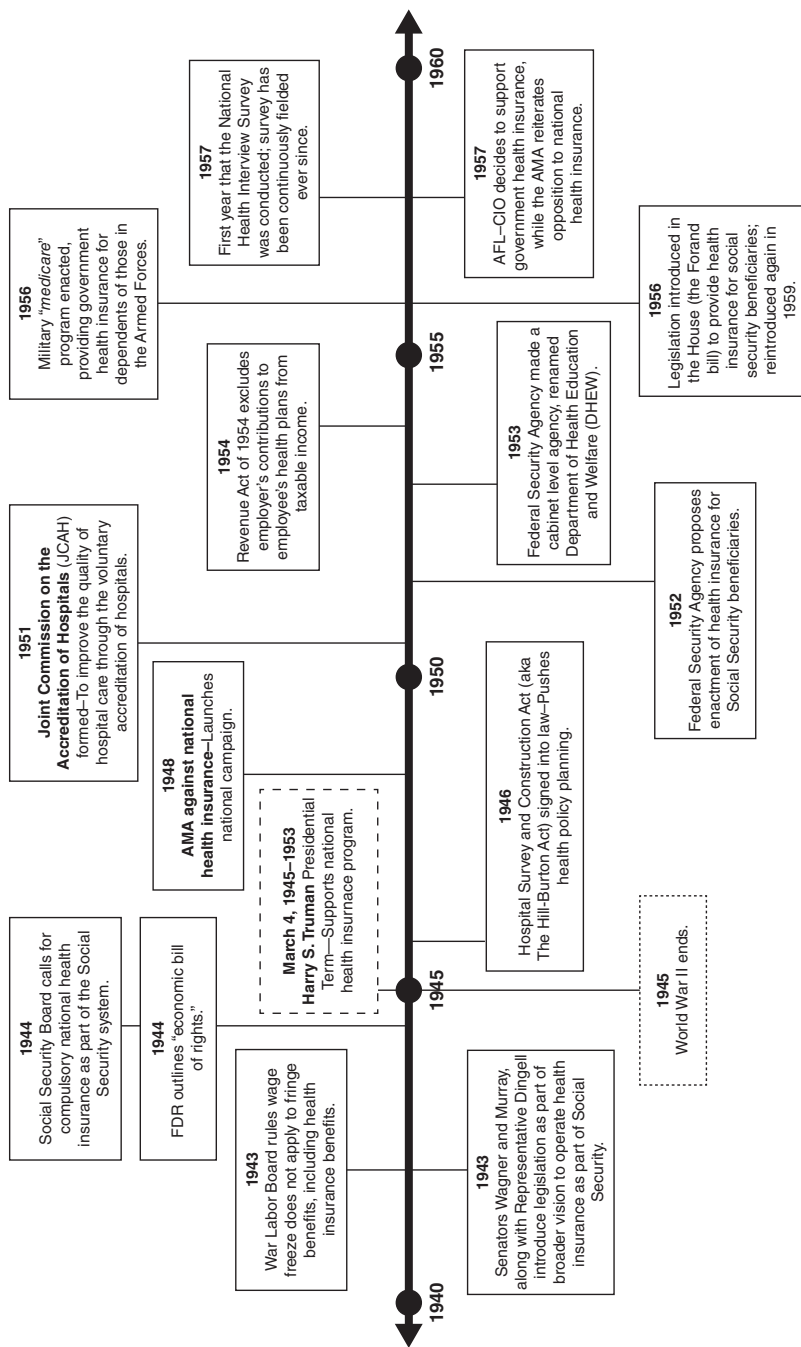 1944
Social Security Board calls for
compulsory national health
insurance as part of the Social
Security system.
1944
FDR outlines “economic bill
of rights.”
1943
War Labor Board rules wage
freeze does not apply to fringe
benefits, including health
insurance benefits.
March 4, 1945–1953
Harry S. Truman Presidential
Term—Supports national
health insurnace program.
1948
AMA against national
health insurance–Launches
national campaign.
1951
Joint Commission on the
Accreditation of Hospitals (JCAH)
formed–To improve the quality of
hospital care through the voluntary
accreditation of hospitals.
1954
Revenue Act of 1954 excludes
employer’s contributions to
employee’s health plans from
taxable income.
1956
Military “medicare”
program enacted,
providing government
health insurance for
dependents of those in
the Armed Forces.
1957
First year that the National
Health Interview Survey
was conducted; survey has
been continuously fielded
ever since.
1940
1945
1950
1955
1960
1943
Senators Wagner and Murray,
along with Representative Dingell
introduce legislation as part of
broader vision to operate health
insurance as part of Social
Security.
1945
World War II ends.
1946
Hospital Survey and Construction Act (aka
The Hill-Burton Act) signed into law–Pushes
health policy planning.
1952
Federal Security Agency proposes
enactment of health insurance for
Social Security beneficiaries.
1953
Federal Security Agency made a
cabinet level agency, renamed
Department of Health Education
and Welfare (DHEW).
1956
Legislation introduced in
the House (the Forand
bill) to provide health
insurance for social
security beneficiaries;
reintroduced again in
1959.
1957
AFL–CIO decides to support
government health insurance,
while the AMA reiterates
opposition to national
health insurance.